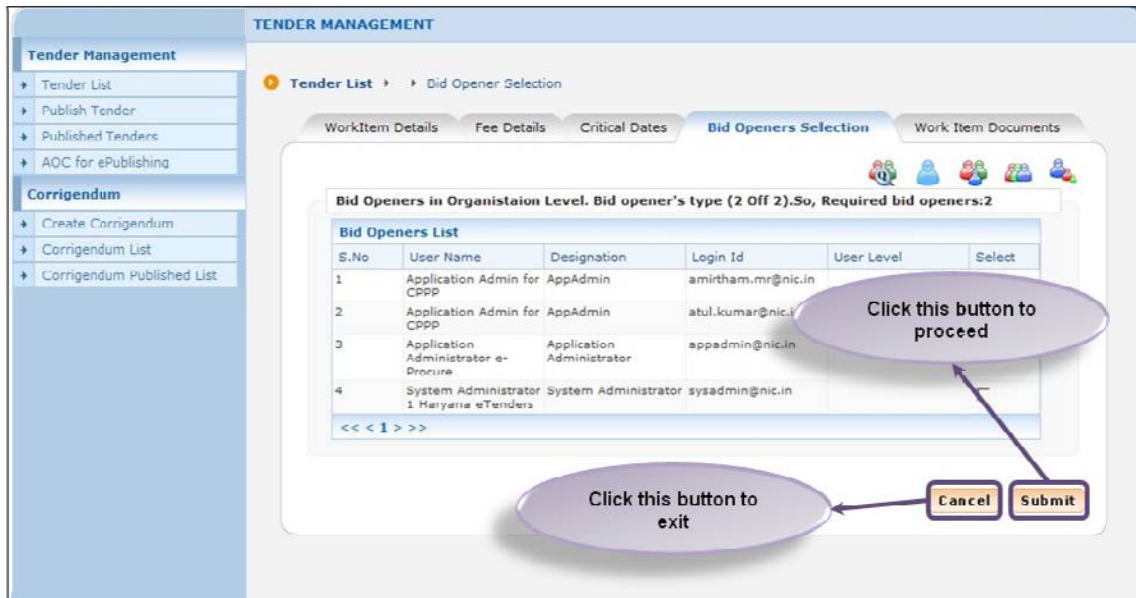 TENDER MANAGEMENT
Tender Management
Tender List
Publish Tender
Published Tenders
AOC for ePublishing
Corrigendum
Create Corrigendum
Corrigendum List
Corrigendum Published List
Tender List Bid Opener Selection
WorkItem Details Fee Details Critical Dates Bid Openers Selection Work Item Documents
Bid Openers in Organistaion Level. Bid opener's type (2 Off 2).So, Required bid openers:2
Bid Openers List
S.No User Name Designation Login Id User Level Select
1 Application Admin for AppAdmin amirtham.mr@nic.in
CPPP
2 Application Admin for AppAdmin atul.kumar@nic.i
CPPP
3 Application Application appadmin@nic.in
Administrator e- Administrator
Procure
4 System Administrator System Administrator sysadmin@nic.in
1 Haryana eTenders
<< < 1 > >>
Click this button to
proceed
Click this button to
exit
Cancel Submit